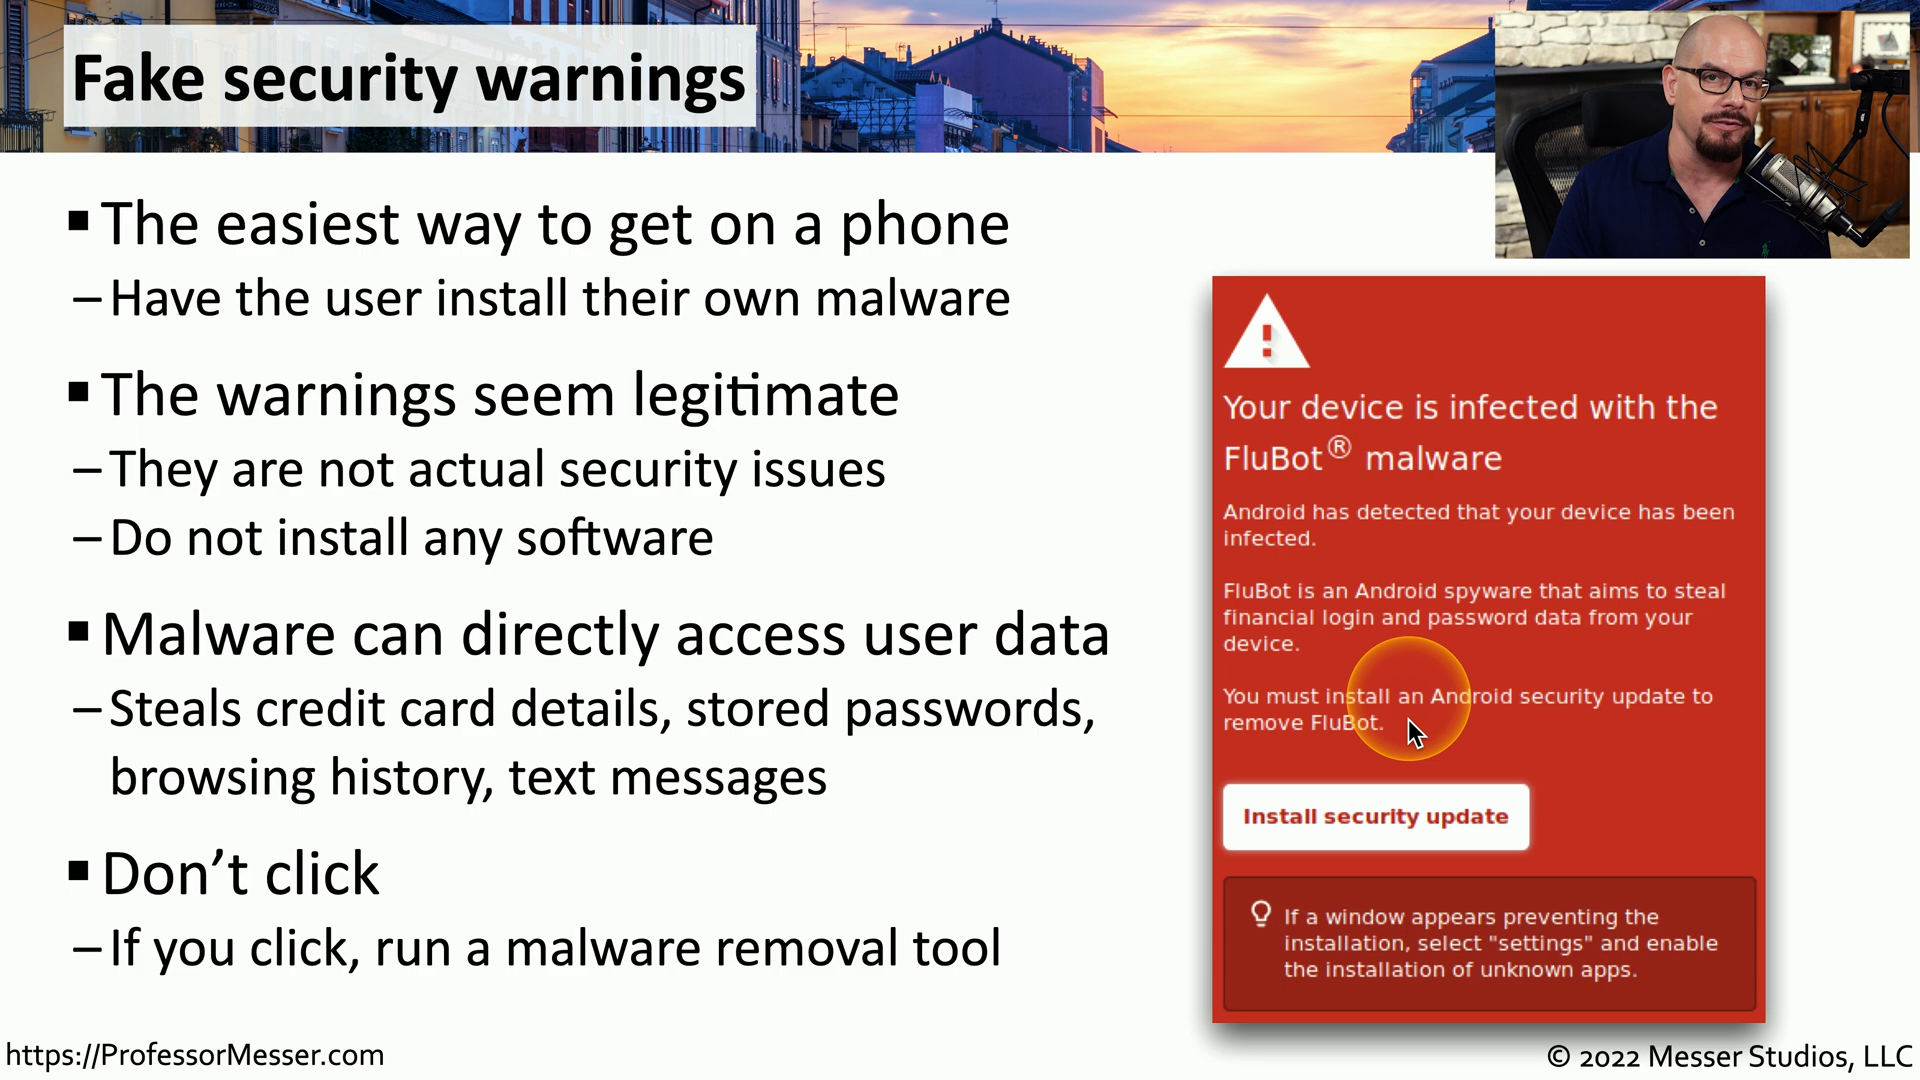 Fake security warnings
▪ The easiest way to get on a phone
– Have the user install their own malware
▪ The warnings seem legitimate
– They are not actual security issues
– Do not install any software
▪ Malware can directly access user data
– Steals credit card details, stored passwords,
browsing history, text messages
▪ Don’t click
– If you click, run a malware removal tool
Your device is infected with the
FluBot® malware
Android has detected that your device has been
infected.
FluBot is an Android spyware that aims to steal
financial login and password data from your
device.
You must install an Android security update to
remove FluBot.
Install security update
If a window appears preventing the
installation, select "settings" and enable
the installation of unknown apps.
https://ProfessorMesser.com
© 2022 Messer Studios, LLC